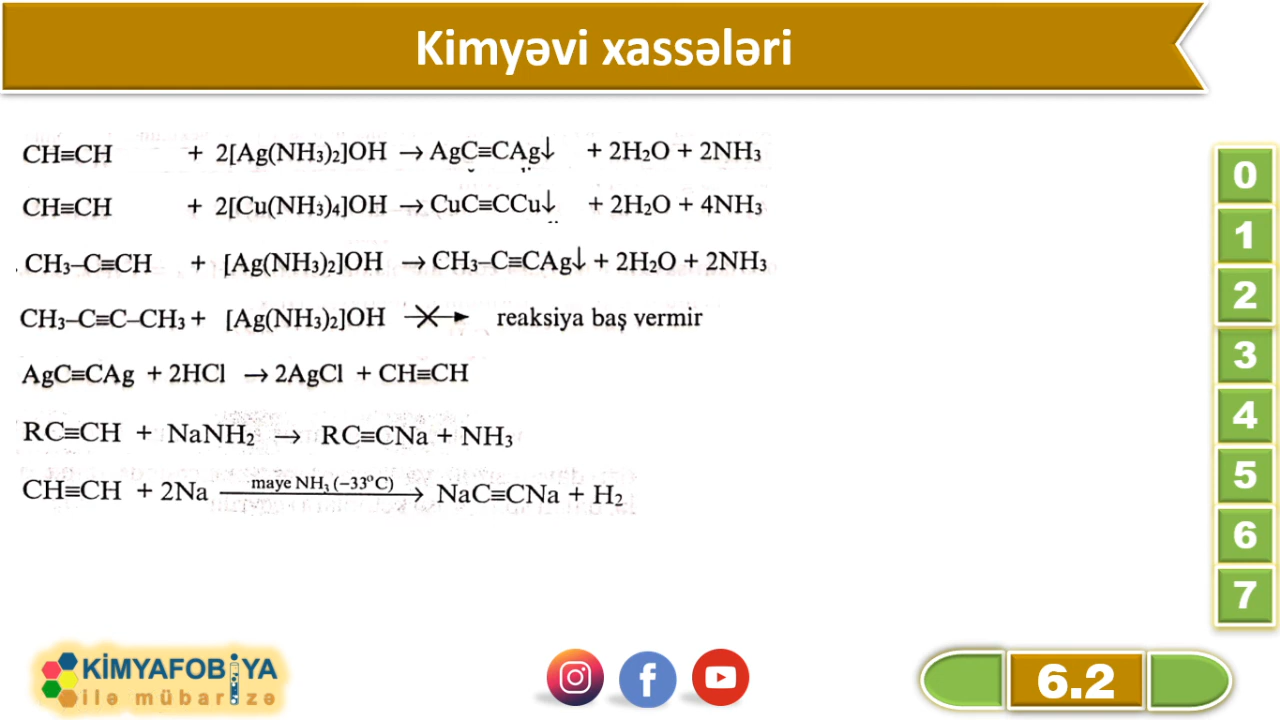 Kimyəvi xassələri
CH≡CH + 2[Ag(NH₃)₂]OH → AgC≡CAg↓ + 2H₂O + 2NH₃
CH≡CH + 2[Cu(NH₃)₄]OH → CuC≡CCu↓ + 2H₂O + 4NH₃
CH₃–C≡CH + [Ag(NH₃)₂]OH → CH₃–C≡CAg↓ + 2H₂O + 2NH₃
CH₃–C≡C–CH₃ + [Ag(NH₃)₂]OH reaksiya baş vermir
AgC≡CAg + 2HCl → 2AgCl + CH≡CH
RC≡CH + NaNH₂ → RC≡CNa + NH₃
CH≡CH + 2Na maye NH₃ (–33°C) → NaC≡CNa + H₂
0
1
2
3
4
5
6
7
KİMYAFOBİYA
ilə mübarizə
6.2